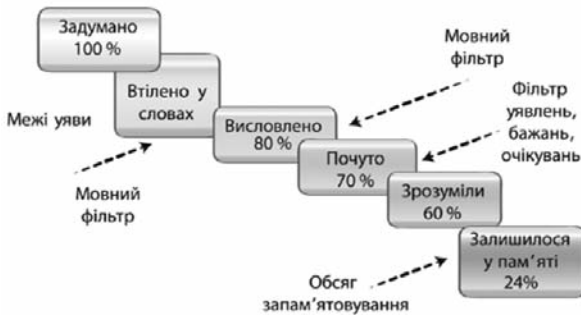 Задумано
100 %
Втілено у
словах
Межі уяви
Мовний
фільтр
Висловлено
80 %
Мовний
фільтр
Почуто
70 %
Фільтр
уявлень,
бажань,
очікувань
Зрозуміли
60 %
Залишилося
у пам’яті
24%
Обсяг
запам’ятовування